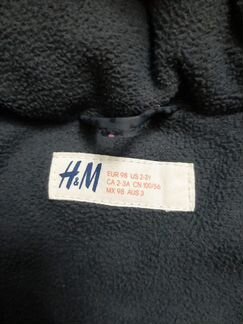 H&M
EUR 98 US 2-3Y
CA 2-3A CN 100/56
MX 98 AUS 3